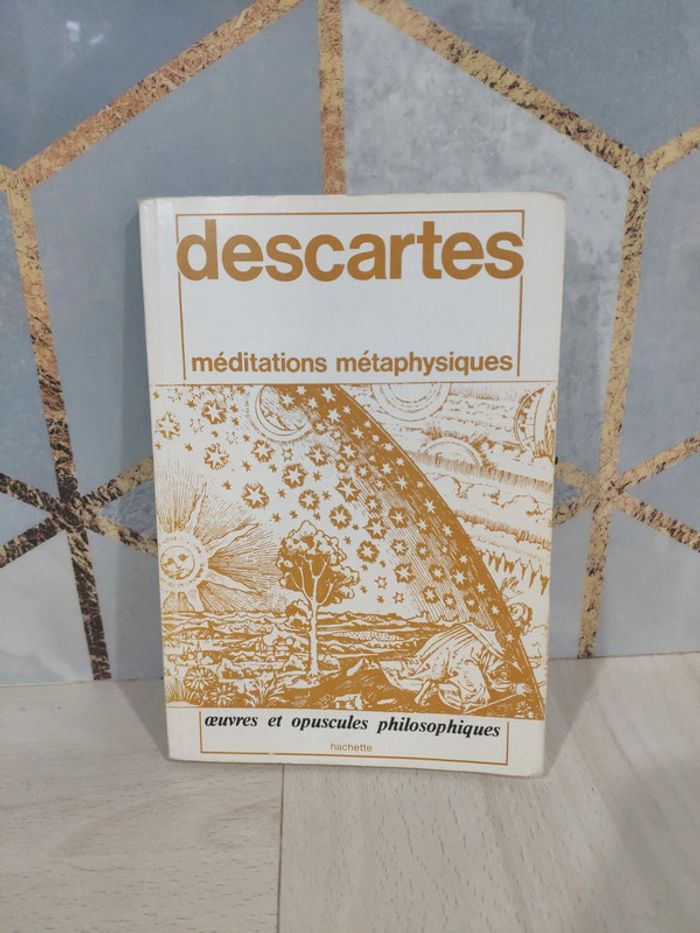 descartes
méditations métaphysiques
œuvres et opuscules philosophiques
hachette